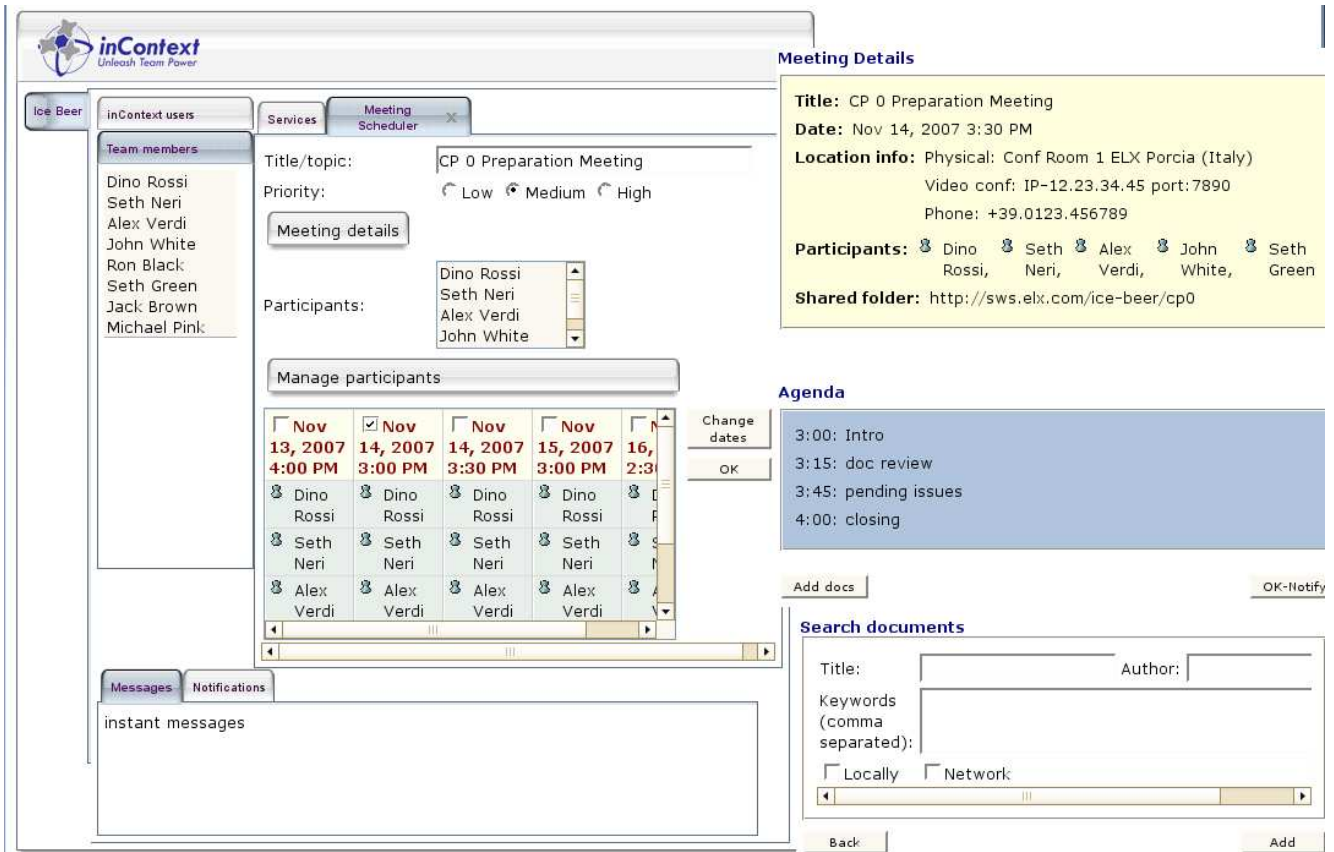 inContext
Unleash Team Power
Ice Beer
inContext users
Team members
Dino Rossi
Seth Neri
Alex Verdi
John White
Ron Black
Seth Green
Jack Brown
Michael Pink
Services
Meeting
Scheduler
Title/topic: CP 0 Preparation Meeting
Priority: Low Medium High
Meeting details
Participants:
Dino Rossi
Seth Neri
Alex Verdi
John White
Manage participants
Nov Nov Nov Nov
13, 2007 14, 2007 14, 2007 15, 2007 16,
4:00 PM 3:00 PM 3:30 PM 3:00 PM
Dino Dino Dino Dino
Rossi Rossi Rossi Rossi
Seth Seth Seth Seth
Neri Neri Neri Neri
Alex Alex Alex Alex
Verdi Verdi Verdi Verdi
Change
dates
OK
Messages Notifications
instant messages
Meeting Details
Title: CP 0 Preparation Meeting
Date: Nov 14, 2007 3:30 PM
Location info: Physical: Conf Room 1 ELX Porcia (Italy)
Video conf: IP-12.23.34.45 port:7890
Phone: +39.0123.456789
Participants: Dino Seth Alex John Seth
Rossi, Neri, Verdi, White, Green
Shared folder: http://sws.elx.com/ice-beer/cp0
Agenda
3:00: Intro
3:15: doc review
3:45: pending issues
4:00: closing
Add docs OK-Notify
Search documents
Title: Author:
Keywords
(comma
separated):
Locally Network
Back Add